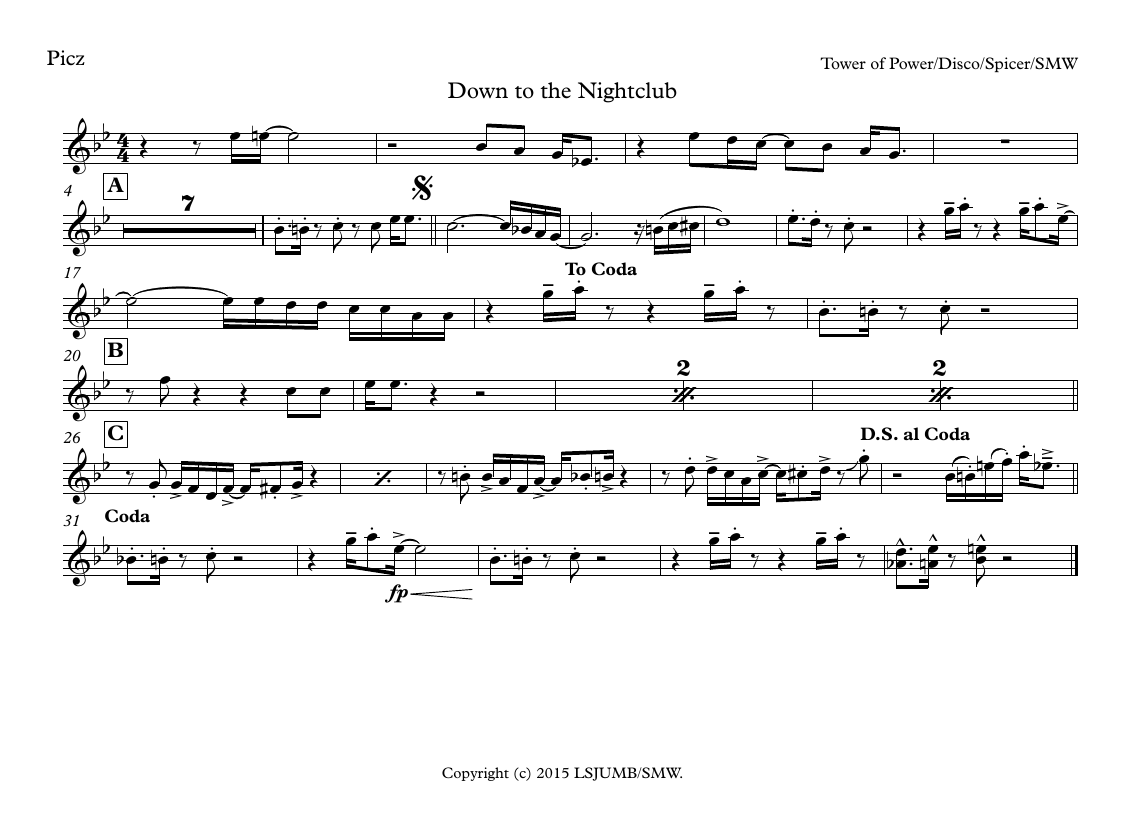 Picz
Tower of Power/Disco/Spicer/SMW
Down to the Nightclub
4
4
4
A
7
17
To Coda
20
B
2
2
26
C
D.S. al Coda
31
Coda
fp
Copyright (c) 2015 LSJUMB/SMW.